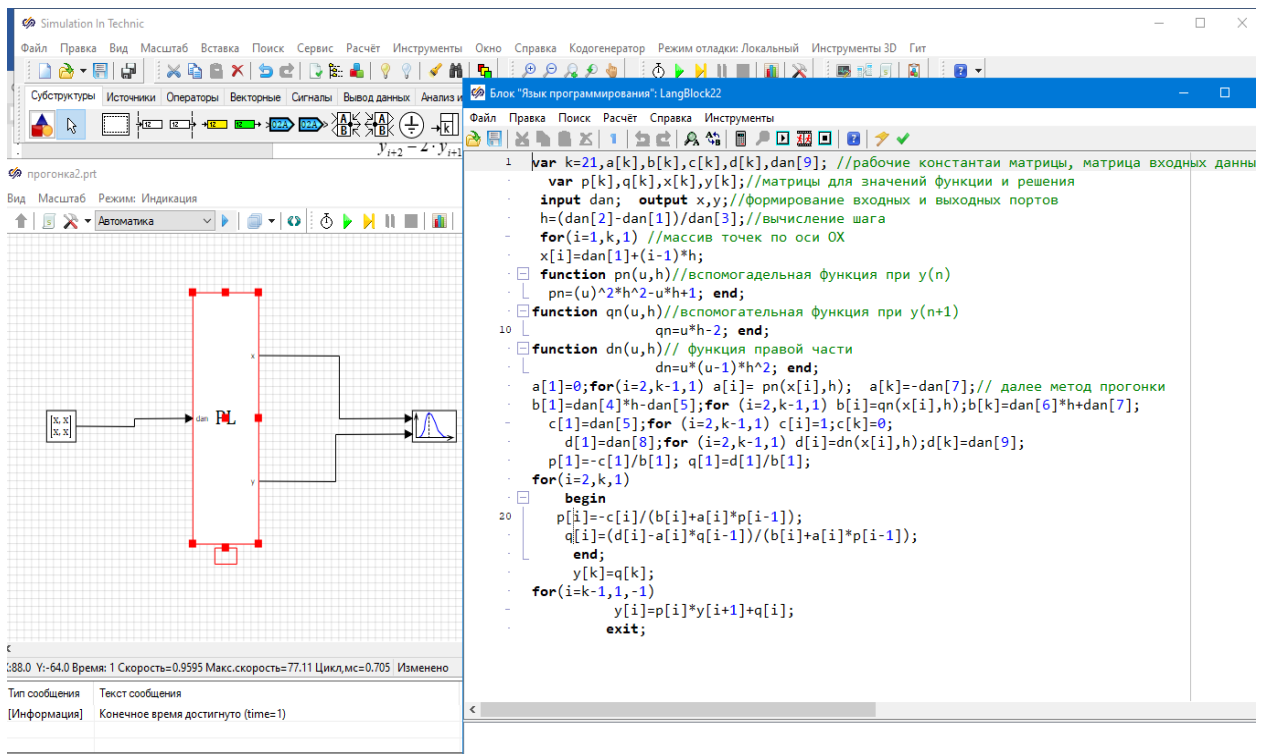 Simulation In Technic
Файл Правка Вид Масштаб Вставка Поиск Сервис Расчёт Инструменты Окно Справка Кодогенератор Режим отладки: Локальный Инструменты 3D Гит
Субструктуры Источники Операторы Векторные Сигналы Вывод данных Анализ и
y i+2 − 2 · y i+1
прогонка2.prt
Вид Масштаб Режим: Индикация
Автоматика
x
[x, x]
[x, x]
dan
PL
y
:88.0 Y:-64.0 Время: 1 Скорость=0.9595 Макс.скорость=77.11 Цикл,мс=0.705 Изменено
Тип сообщения Текст сообщения
[Информация] Конечное время достигнуто (time=1)
Блок "Язык программирования": LangBlock22
Файл Правка Поиск Расчёт Справка Инструменты
1 var k=21,a[k],b[k],c[k],d[k],dan[9]; //рабочие константаи матрицы, матрица входных данны
var p[k],q[k],x[k],y[k];//матрицы для значений функции и решения
input dan; output x,y;//формирование входных и выходных портов
h=(dan[2]-dan[1])/dan[3];//вычисление шага
for(i=1,k,1) //массив точек по оси ОХ
x[i]=dan[1]+(i-1)*h;
function pn(u,h)//вспомогадельная функция при y(n)
pn=(u)^2*h^2-u*h+1; end;
function qn(u,h)//вспомогательная функция при y(n+1)
10 qn=u*h-2; end;
function dn(u,h)// функция правой части
dn=u*(u-1)*h^2; end;
a[1]=0;for(i=2,k-1,1) a[i]= pn(x[i],h); a[k]=-dan[7];// далее метод прогонки
b[1]=dan[4]*h-dan[5];for (i=2,k-1,1) b[i]=qn(x[i],h);b[k]=dan[6]*h+dan[7];
c[1]=dan[5];for (i=2,k-1,1) c[i]=1;c[k]=0;
d[1]=dan[8];for (i=2,k-1,1) d[i]=dn(x[i],h);d[k]=dan[9];
p[1]=-c[1]/b[1]; q[1]=d[1]/b[1];
for(i=2,k,1)
begin
20 p[i]=-c[i]/(b[i]+a[i]*p[i-1]);
q[i]=(d[i]-a[i]*q[i-1])/(b[i]+a[i]*p[i-1]);
end;
y[k]=q[k];
for(i=k-1,1,-1)
y[i]=p[i]*y[i+1]+q[i];
exit;